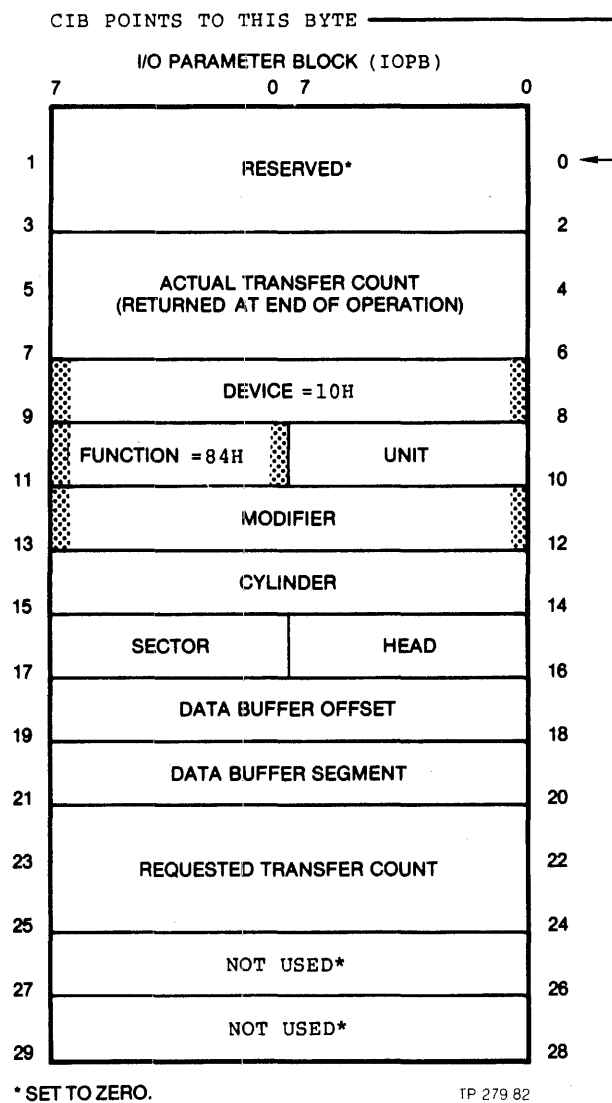 CIB POINTS TO THIS BYTE
I/O PARAMETER BLOCK (IOPB)
7 0 7 0
1 RESERVED* 0
3 2
5 ACTUAL TRANSFER COUNT 4
(RETURNED AT END OF OPERATION)
7 6
DEVICE =10H
9 8
FUNCTION =84H UNIT
11 10
MODIFIER
13 12
CYLINDER
15 14
SECTOR HEAD
17 16
DATA BUFFER OFFSET
19 18
DATA BUFFER SEGMENT
21 20
23 REQUESTED TRANSFER COUNT 22
25 24
NOT USED*
27 26
NOT USED*
29 28
* SET TO ZERO. TP 279 82